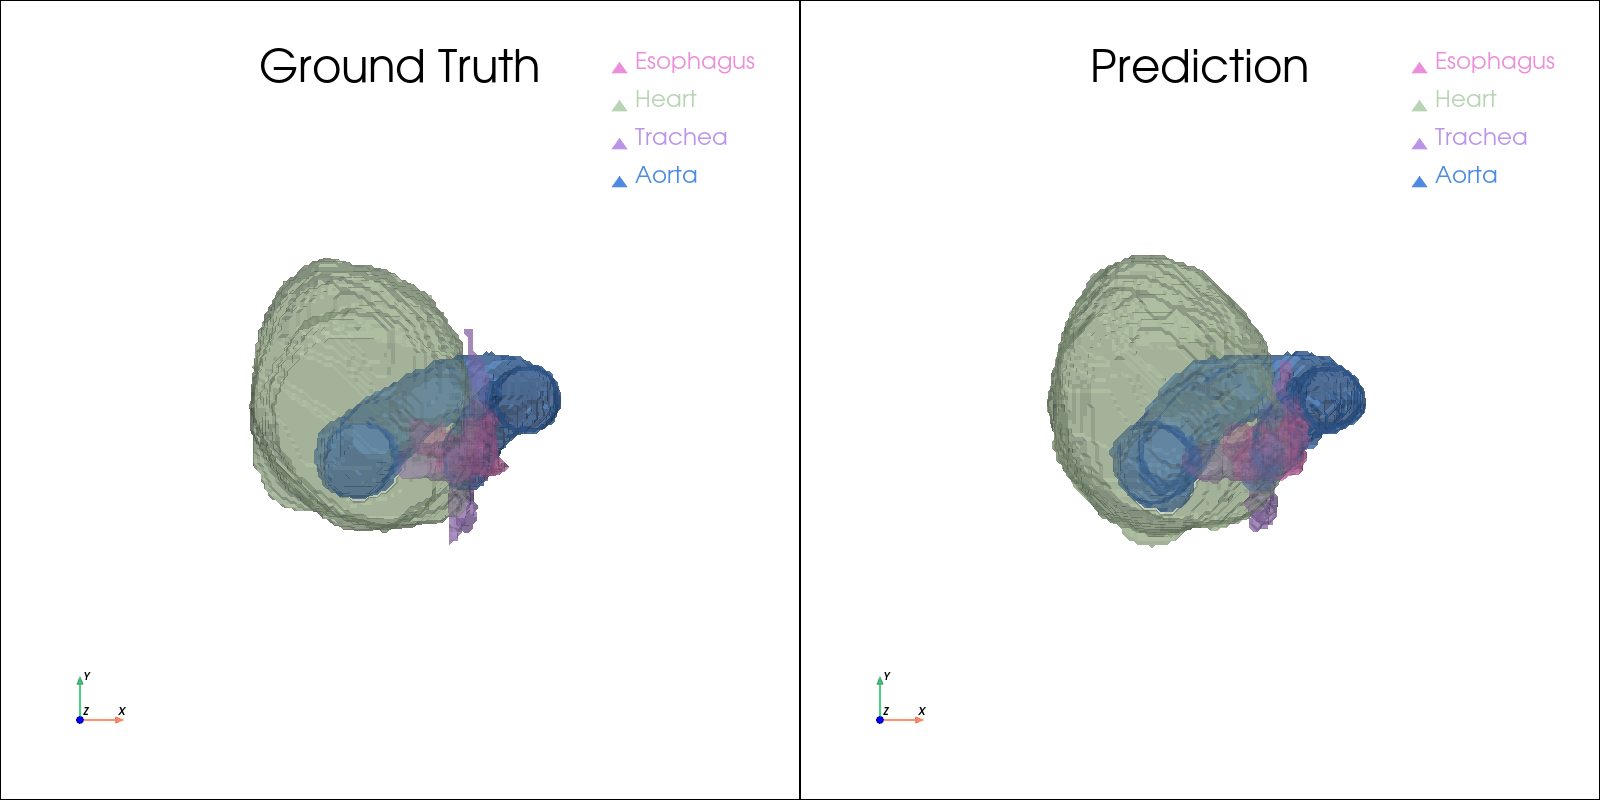 Ground Truth
Esophagus
Heart
Trachea
Aorta
Y
Z
X
Prediction
Esophagus
Heart
Trachea
Aorta
Y
Z
X